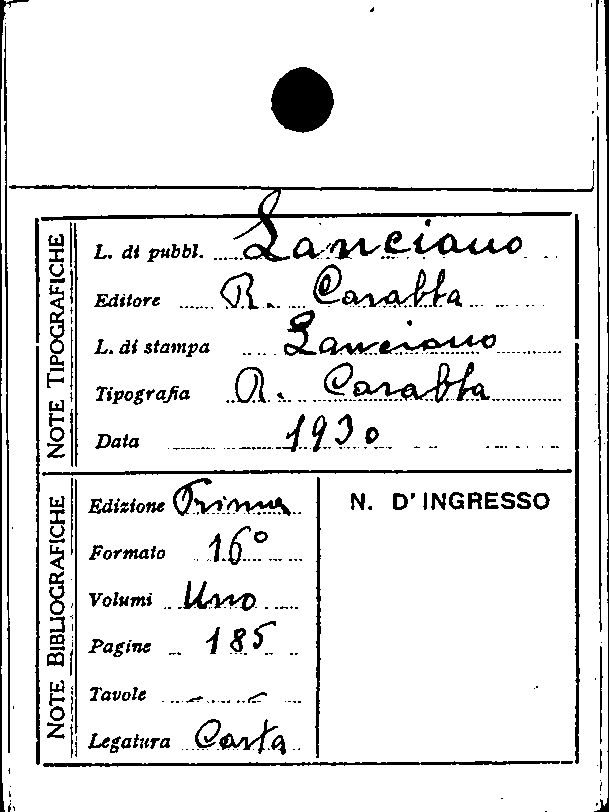 NOTE TIPOGRAFICHE
L. di pubbl. Lanciano
Editore R. Carabba
L. di stampa Lanciano
Tipografia R. Carabba
Data 1930
NOTE BIBLIOGRAFICHE
Edizione Prima
Formato 16°
Volumi Uno
Pagine 185
Tavole — —
Legatura Carta
N. D'INGRESSO